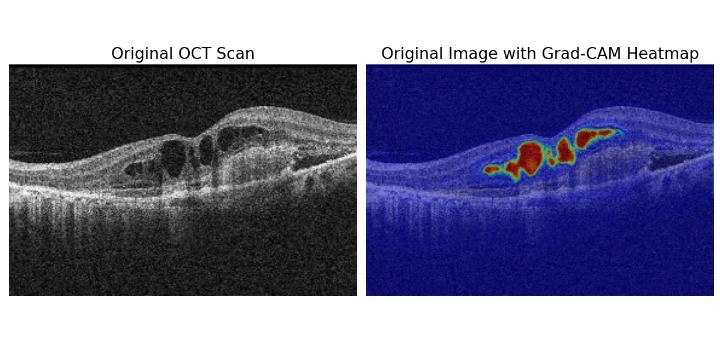 Original OCT Scan
Original Image with Grad-CAM Heatmap